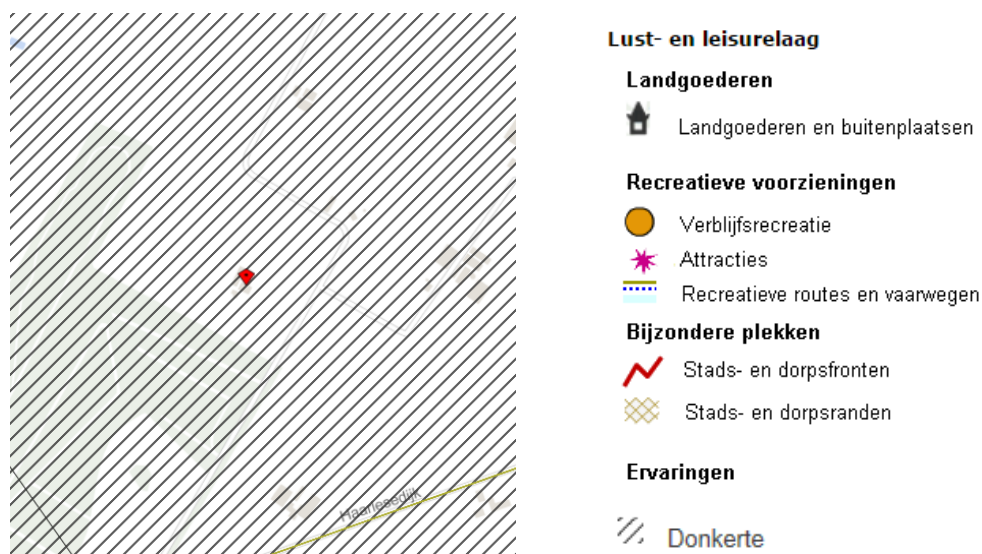 Lust- en leisurelaag
Landgoederen
Landgoederen en buitenplaatsen
Recreatieve voorzieningen
Verblijfsrecreatie
Attracties
Recreatieve routes en vaarwegen
Bijzondere plekken
Stads- en dorpsfronten
Stads- en dorpsranden
Ervaringen
Donkerte
Haarlesedijk